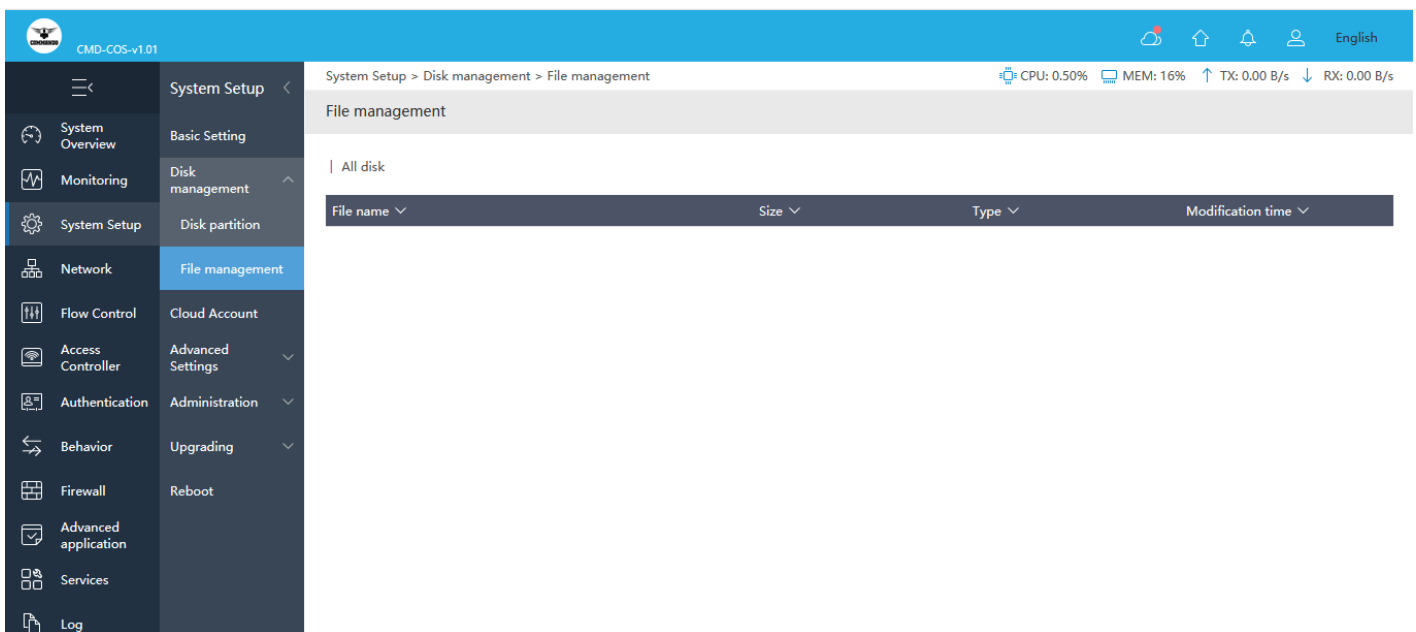 COMMANDO
CMD-COS-v1.01
English
System Setup
System Setup > Disk management > File management
CPU: 0.50%
MEM: 16%
TX: 0.00 B/s
RX: 0.00 B/s
File management
System
Overview
Monitoring
System Setup
Network
Flow Control
Access
Controller
Authentication
Behavior
Firewall
Advanced
application
Services
Log
Basic Setting
Disk
management
Disk partition
File management
Cloud Account
Advanced
Settings
Administration
Upgrading
Reboot
All disk
File name
Size
Type
Modification time